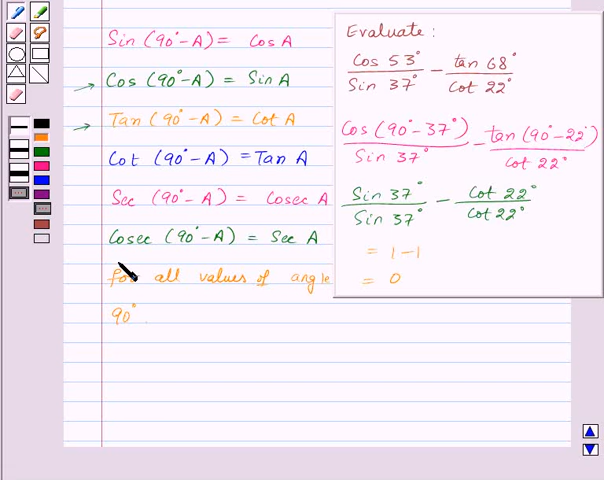 Sin (90°-A) = Cos A
→ Cos (90°-A) = Sin A
→ Tan (90°-A) = Cot A
Cot (90°-A) = Tan A
Sec (90°-A) = Cosec A
Cosec (90°-A) = Sec A
for all values of angle
90°.
Evaluate :
Cos 53°/Sin 37° - tan 68°/Cot 22°
Cos (90°-37°)/Sin 37° - tan (90°-22°)/Cot 22°
Sin 37°/Sin 37° - Cot 22°/Cot 22°
= 1-1
= 0